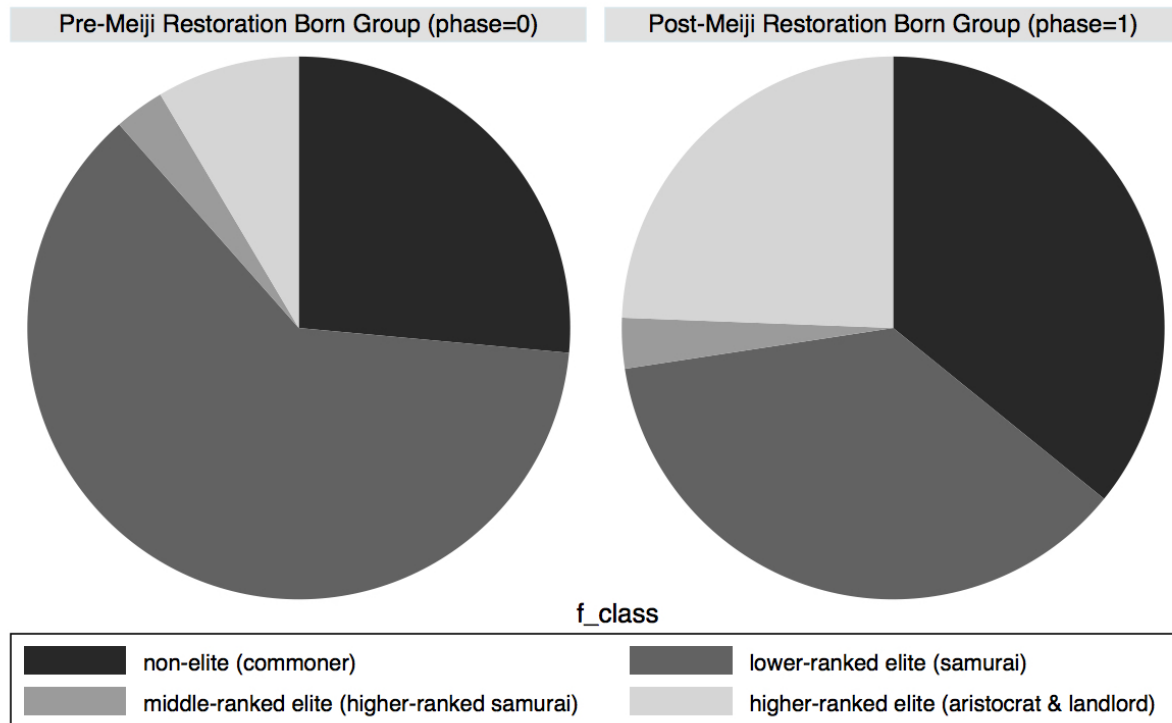 Pre-Meiji Restoration Born Group (phase=0)
Post-Meiji Restoration Born Group (phase=1)
f_class
non-elite (commoner)
lower-ranked elite (samurai)
middle-ranked elite (higher-ranked samurai)
higher-ranked elite (aristocrat & landlord)